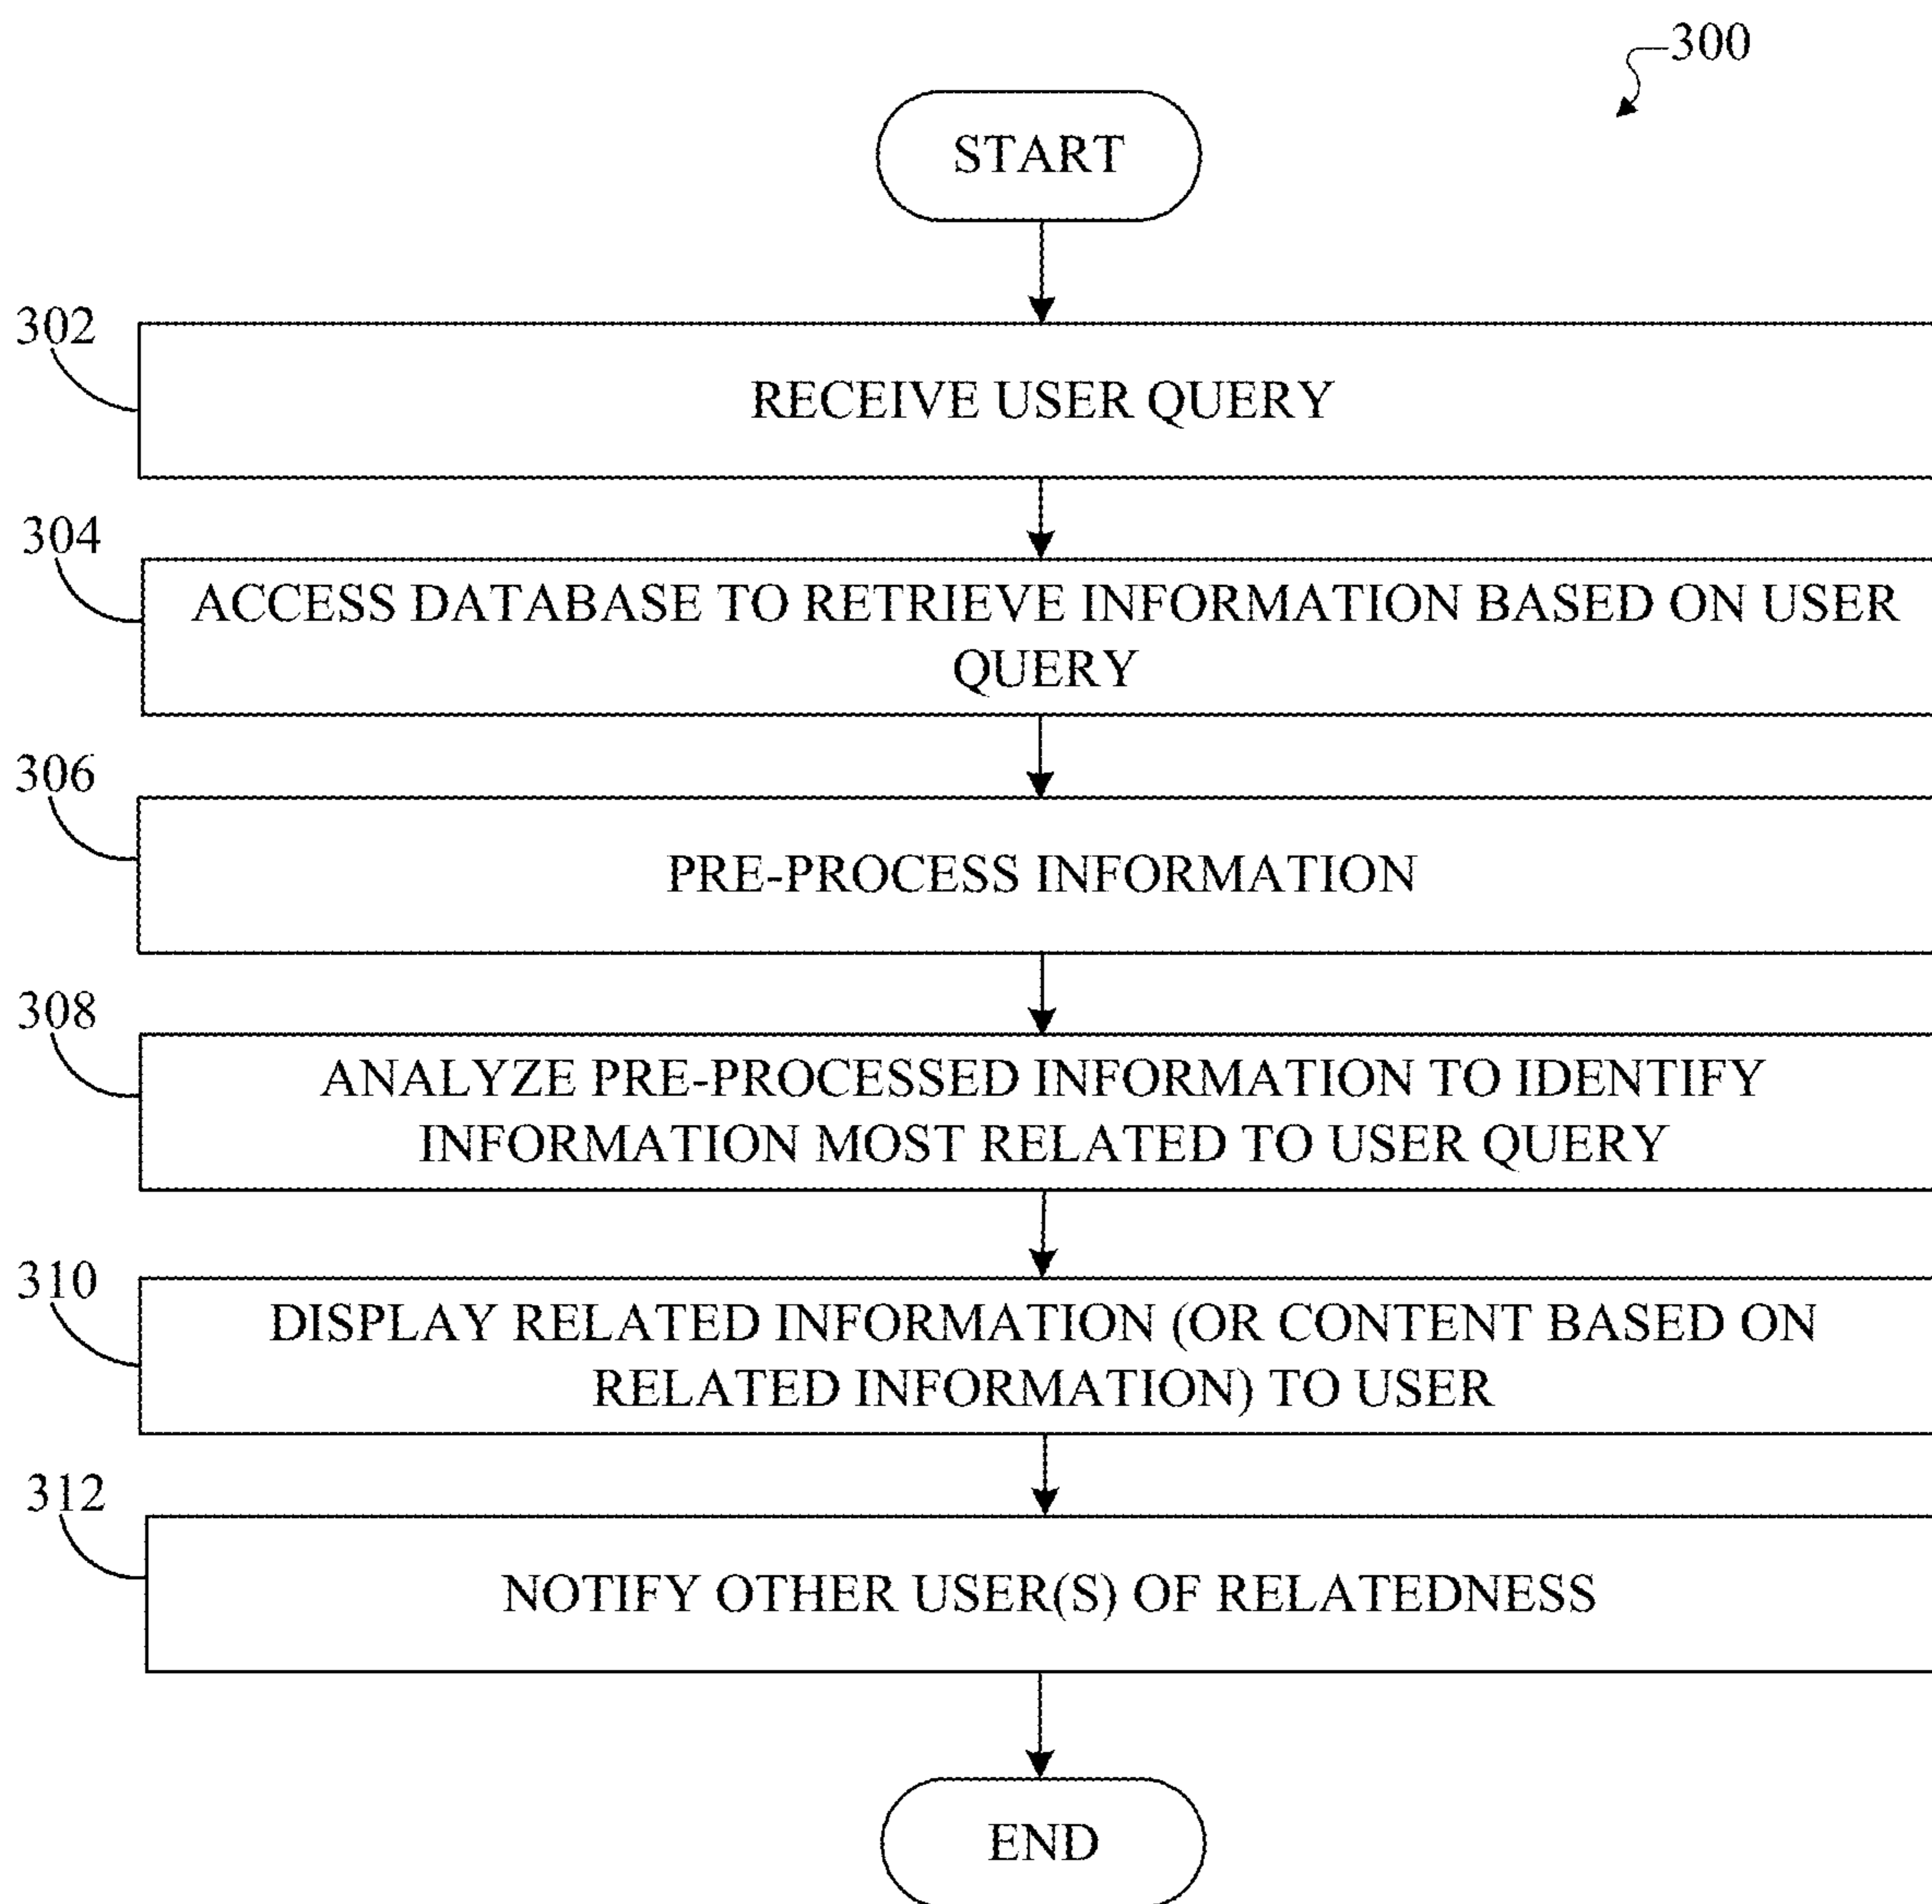 300
START
302
RECEIVE USER QUERY
304
ACCESS DATABASE TO RETRIEVE INFORMATION BASED ON USER
QUERY
306
PRE-PROCESS INFORMATION
308
ANALYZE PRE-PROCESSED INFORMATION TO IDENTIFY
INFORMATION MOST RELATED TO USER QUERY
310
DISPLAY RELATED INFORMATION (OR CONTENT BASED ON
RELATED INFORMATION) TO USER
312
NOTIFY OTHER USER(S) OF RELATEDNESS
END